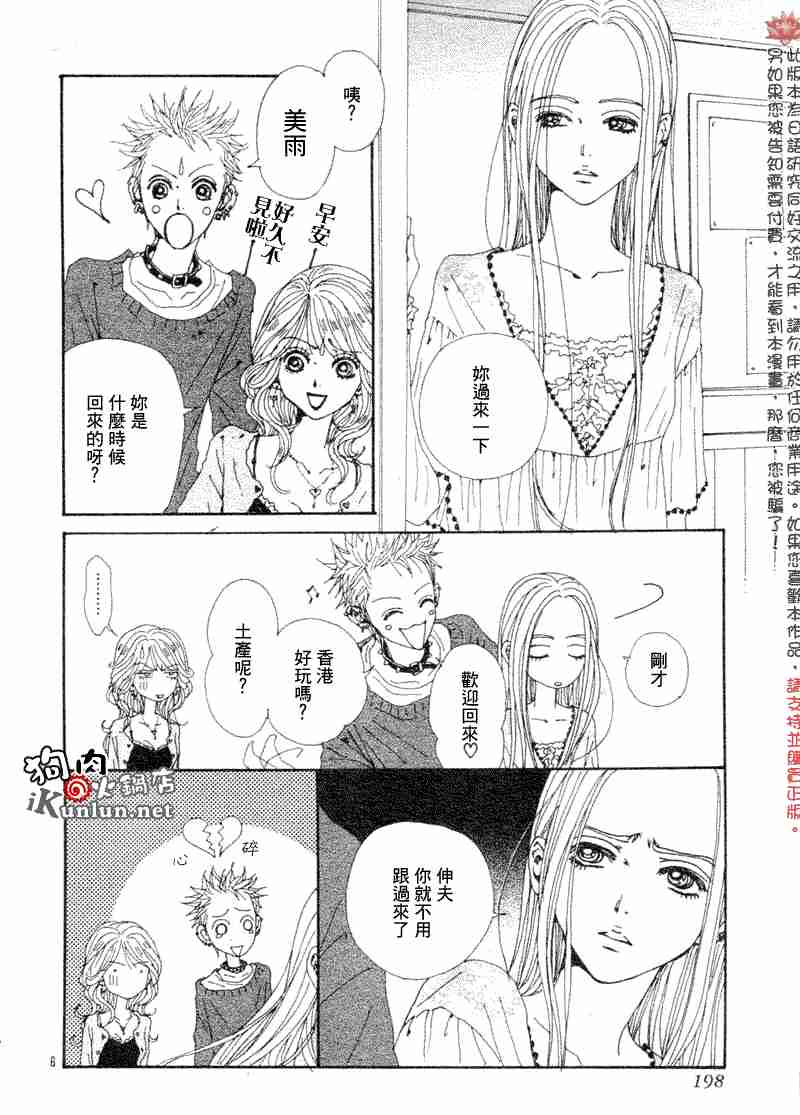 咦？
美雨
早安
好久不
見啦
妳是
什麼時候
回來的呀？
妳過來一下
剛才
歡迎回來♡
香港
好玩嗎？
土產呢？
………
伸夫
你就不用
跟過來了
心 碎
狗肉
火鍋店
iKunlun.net
6
198
此版本為日語研究同好交流之用，請勿用於任何商業用途。如果您喜歡本作品，請支持並購買正版。
另如果您被告知需要付費，才能看到本漫畫，那麼，您被騙了！